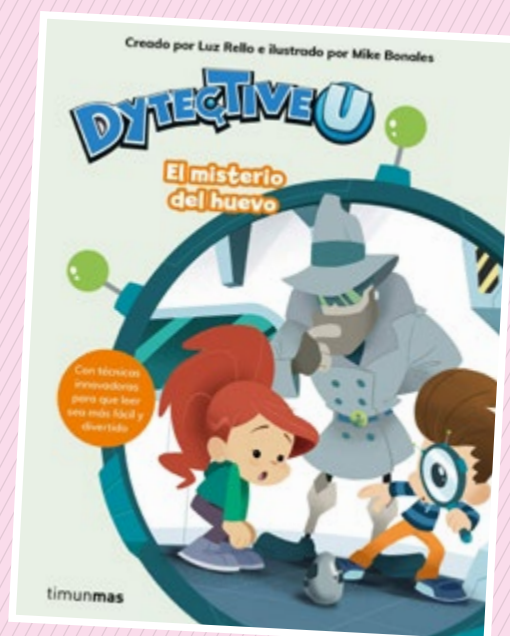 Creado por Luz Rello e ilustrado por Mike Bonales
DYTECTIVE U
El misterio
del huevo
Con técnicas
innovadoras
para que leer
sea más fácil y
divertido
timunmas